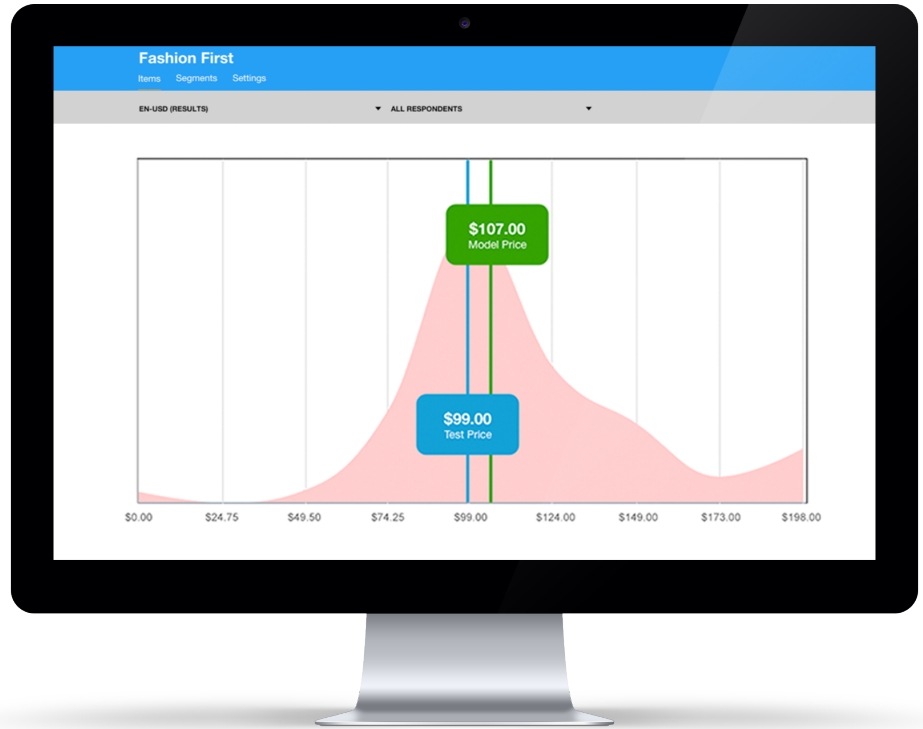 Fashion First
Items Segments Settings
EN-USD (RESULTS) ALL RESPONDENTS
$107.00
Model Price
$99.00
Test Price
$0.00 $24.75 $49.50 $74.25 $99.00 $124.00 $149.00 $173.00 $198.00